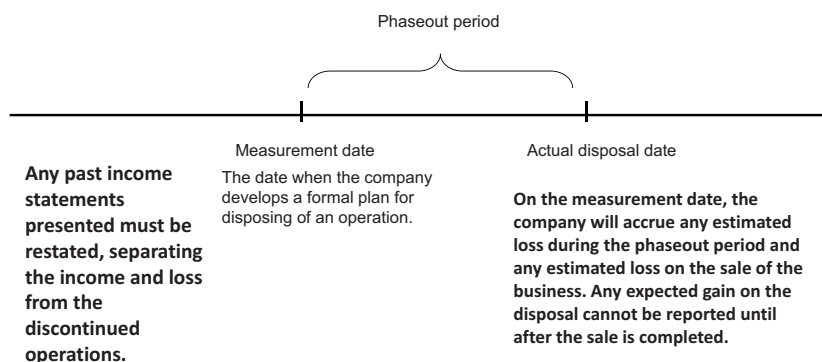 Phaseout period
Measurement date
The date when the company
develops a formal plan for
disposing of an operation.
Actual disposal date
Any past income
statements
presented must be
restated, separating
the income and loss
from the
discontinued
operations.
On the measurement date, the
company will accrue any estimated
loss during the phaseout period and
any estimated loss on the sale of the
business. Any expected gain on the
disposal cannot be reported until
after the sale is completed.